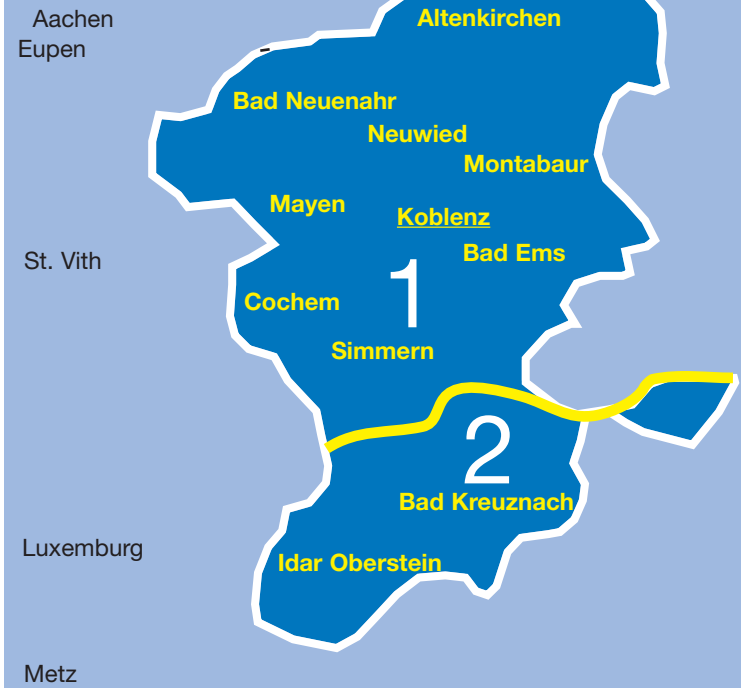 Aachen
Altenkirchen
Eupen
Bad Neuenahr
Neuwied
Montabaur
Mayen
Koblenz
Bad Ems
St. Vith
1
Cochem
Simmern
2
Bad Kreuznach
Luxemburg
Idar Oberstein
Metz